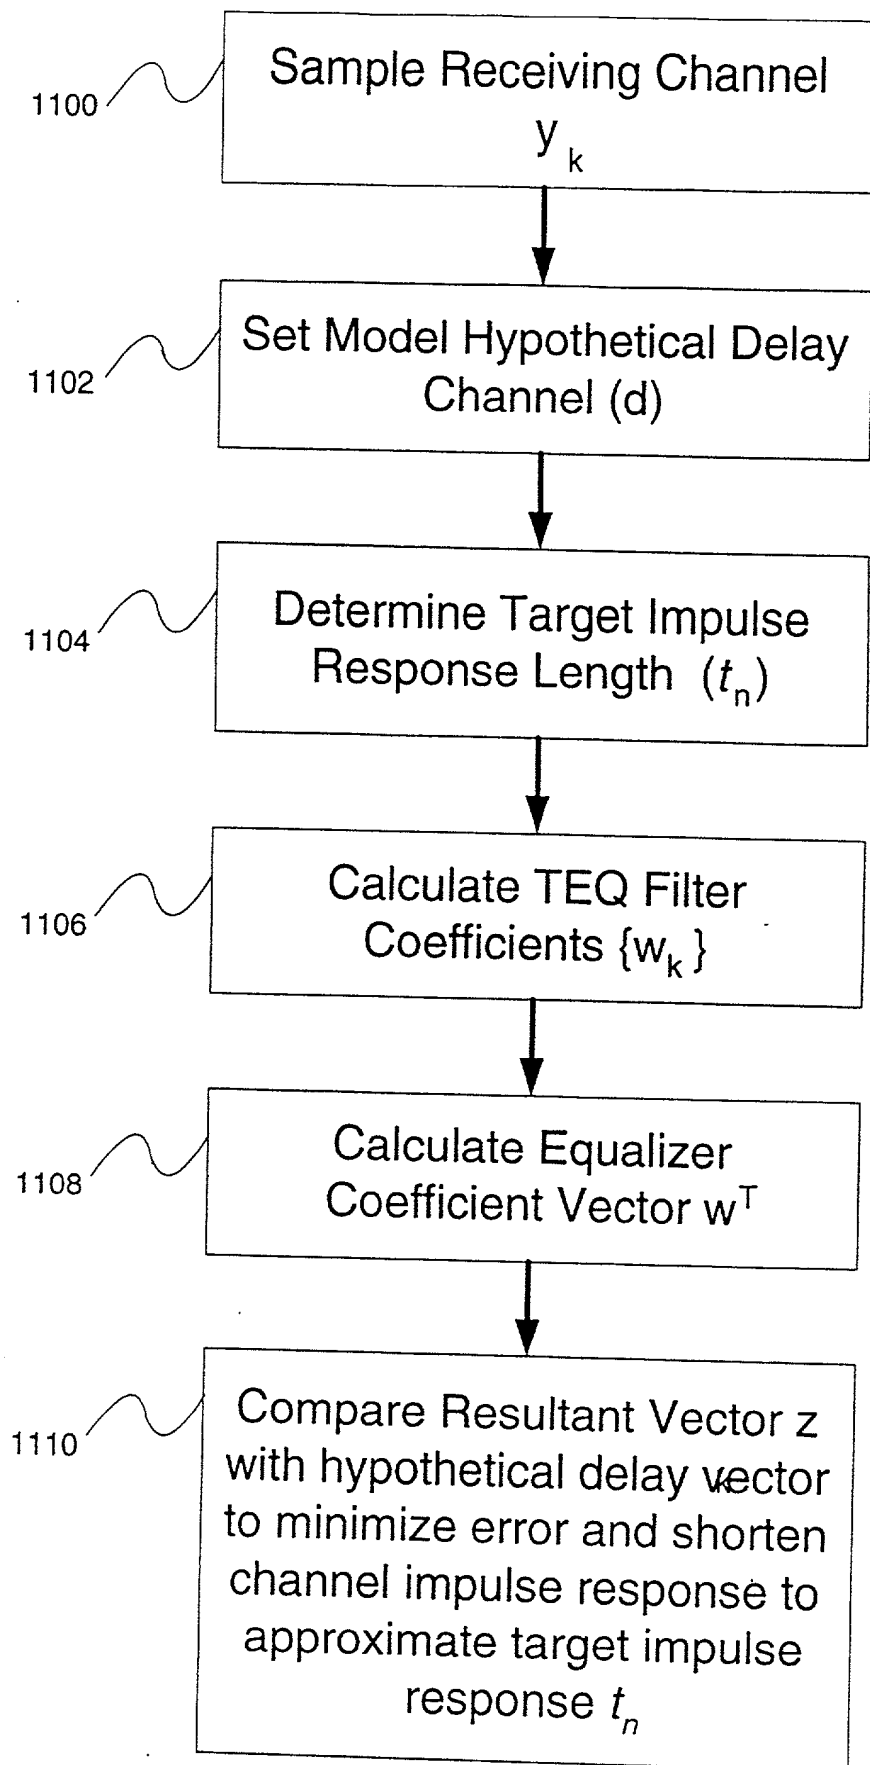 1100
Sample Receiving Channel
y k
1102
Set Model Hypothetical Delay
Channel (d)
1104
Determine Target Impulse
Response Length (tn)
1106
Calculate TEQ Filter
Coefficients {wk}
1108
Calculate Equalizer
Coefficient Vector wT
1110
Compare Resultant Vector z
with hypothetical delay vector
to minimize error and shorten
channel impulse response to
approximate target impulse
response tn